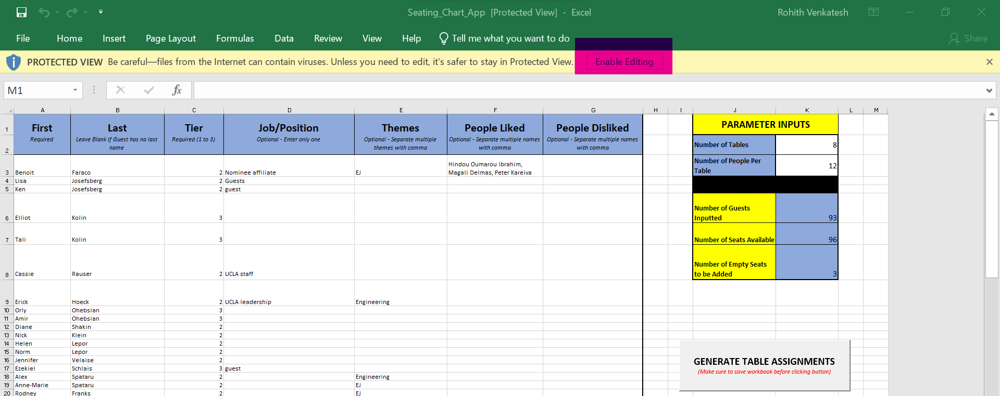 Seating_Chart_App [Protected View] - Excel
Rohith Venkatesh
File Home Insert Page Layout Formulas Data Review View Help Tell me what you want to do Share
PROTECTED VIEW Be careful—files from the Internet can contain viruses. Unless you need to edit, it's safer to stay in Protected View. Enable Editing
M1 fx
A B C D E F G H I J K L M
1 First Last Tier Job/Position Themes People Liked People Disliked PARAMETER INPUTS
Required Leave Blank if Guest has no last name Required (1 to 3) Optional - Enter only one Optional - Separate multiple themes with comma Optional - Separate multiple names with comma Optional - Separate multiple names with comma
2 Number of Tables 8
3 Benoit Faraco 2 Nominee affiliate EJ Hindou Oumarou Ibrahim, Magali Delmas, Peter Kareiva Number of People Per Table 12
4 Lisa Josefsberg 2 Guests
5 Ken Josefsberg 2 guest
6 Elliot Kolin 3 Number of Guests Inputted 93
7 Tali Kolin 3 Number of Seats Available 96
8 Cassie Rauser 2 UCLA staff Number of Empty Seats to be Added 3
9 Erick Hoeck 2 UCLA leadership Engineering
10 Orly Ohebsian 3
11 Amir Ohebsian 3
12 Diane Shakin 2
13 Nick Klein 2
14 Helen Lepor 2
15 Norm Lepor 2
16 Jennifer Velaise 2
17 Ezekiel Schlais 3 guest
18 Alex Spataru 2 Engineering
19 Anne-Marie Spataru 2 EJ
20 Rodney Franks 2 EJ
GENERATE TABLE ASSIGNMENTS
(Make sure to save workbook before clicking button)